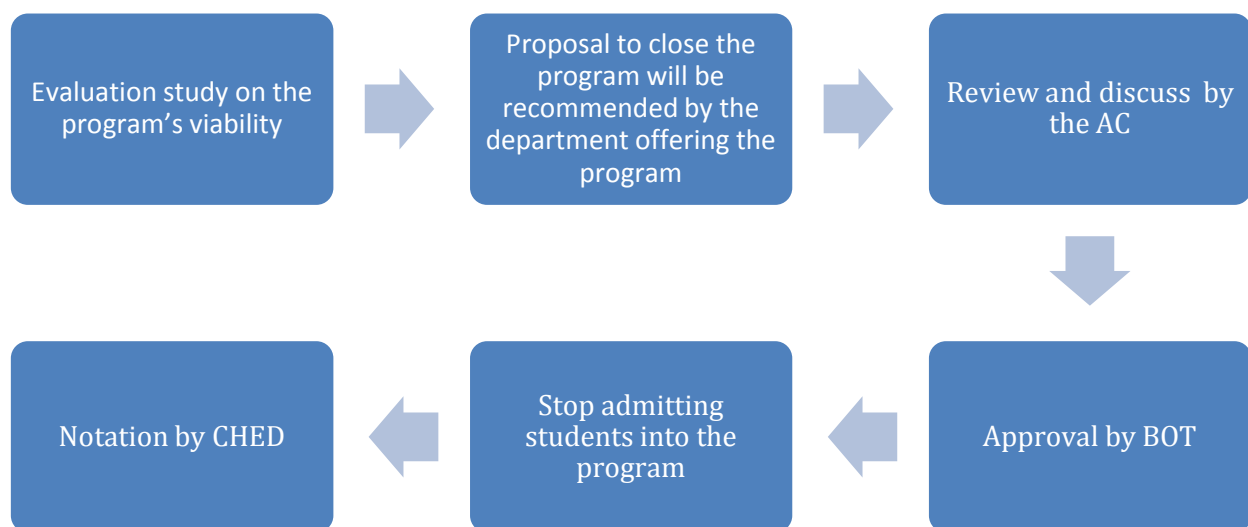 Evaluation study on the
program’s viability
Proposal to close the
program will be
recommended by the
department offering the
program
Review and discuss  by
the AC
Approval by BOT
Stop admitting
students into the
program
Notation by CHED